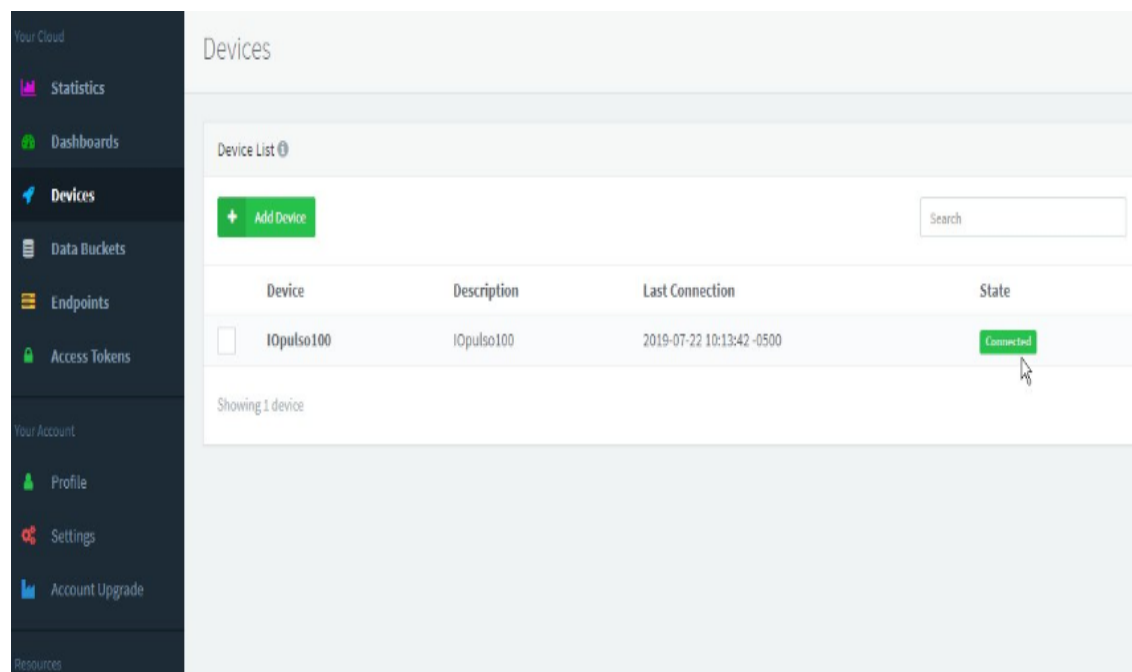 Your Cloud
Statistics
Dashboards
Devices
Data Buckets
Endpoints
Access Tokens
Your Account
Profile
Settings
Account Upgrade
Resources
Devices
Device List
+ Add Device
Search
Device Description Last Connection State
IOpulso100 IOpulso100 2019-07-22 10:13:42 -0500 Connected
Showing 1 device